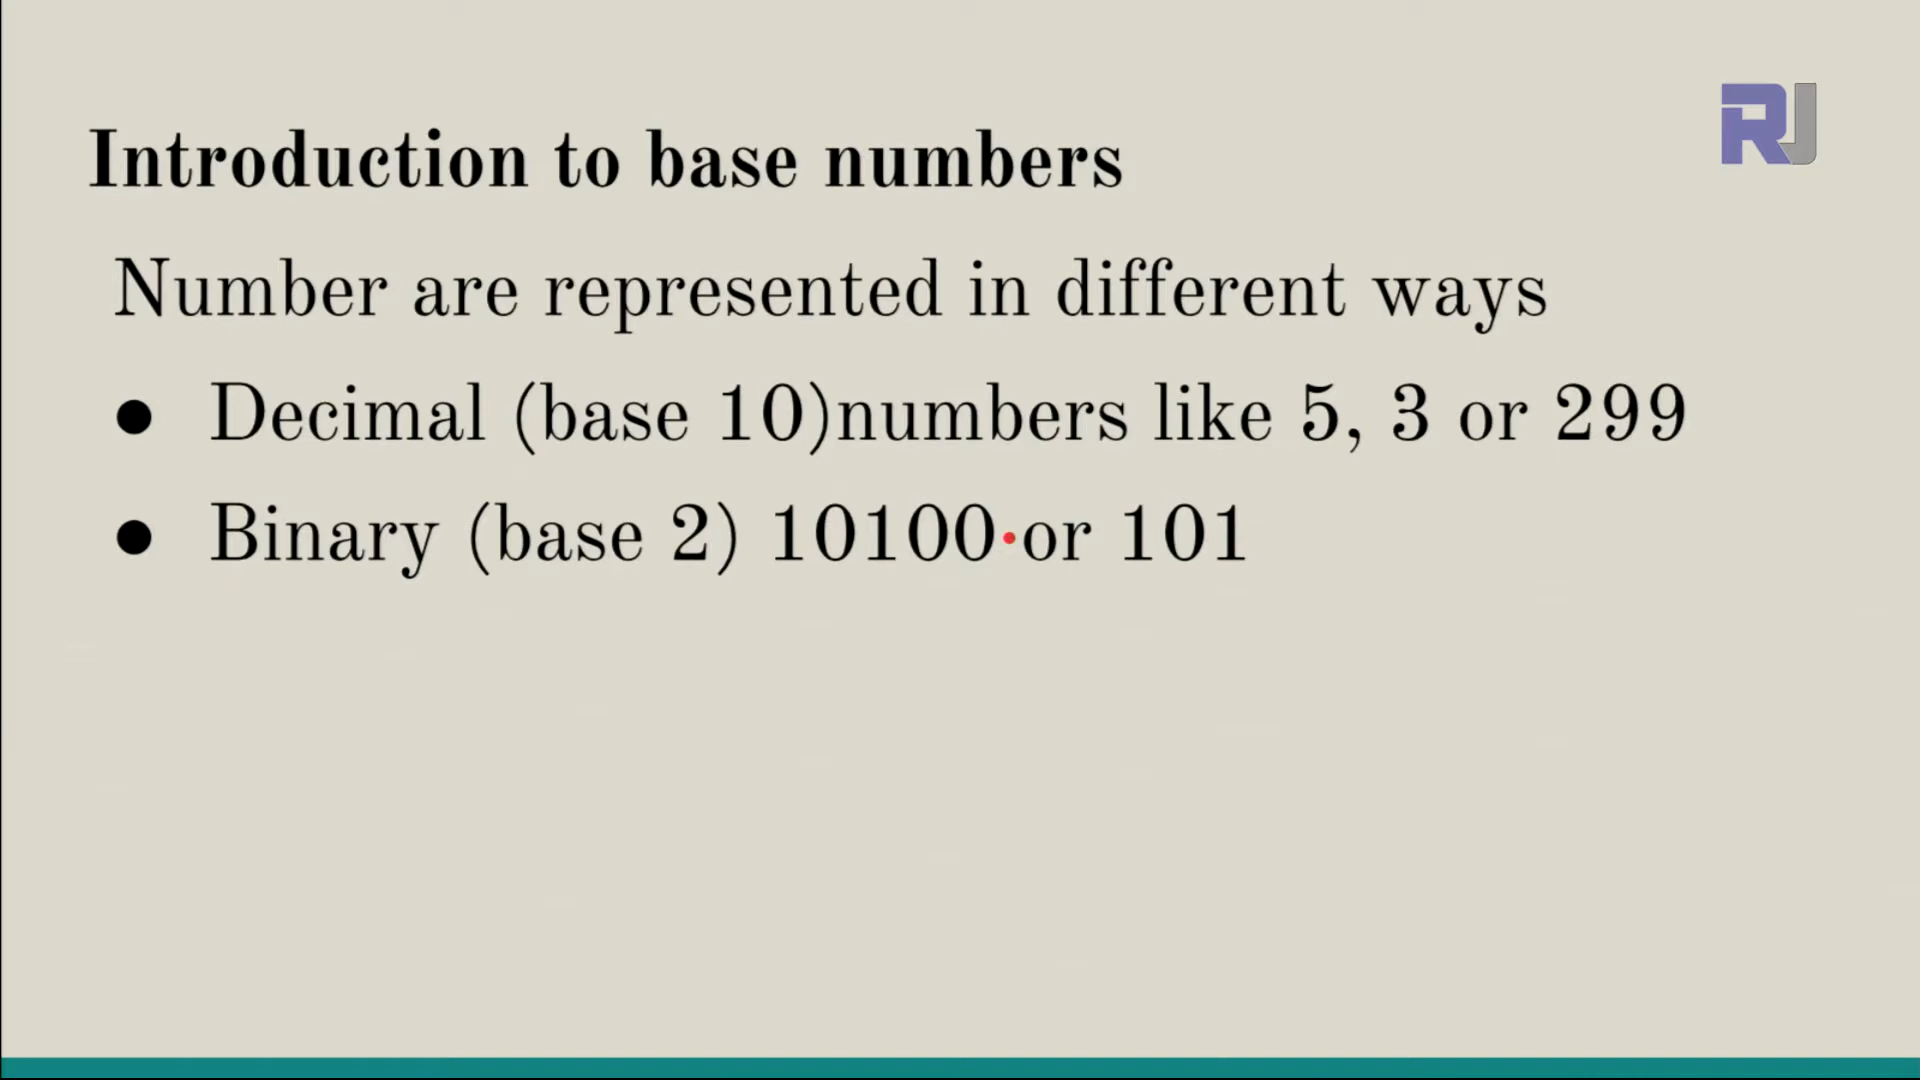 RJ
Introduction to base numbers
Number are represented in different ways
● Decimal (base 10)numbers like 5, 3 or 299
● Binary (base 2) 10100 or 101